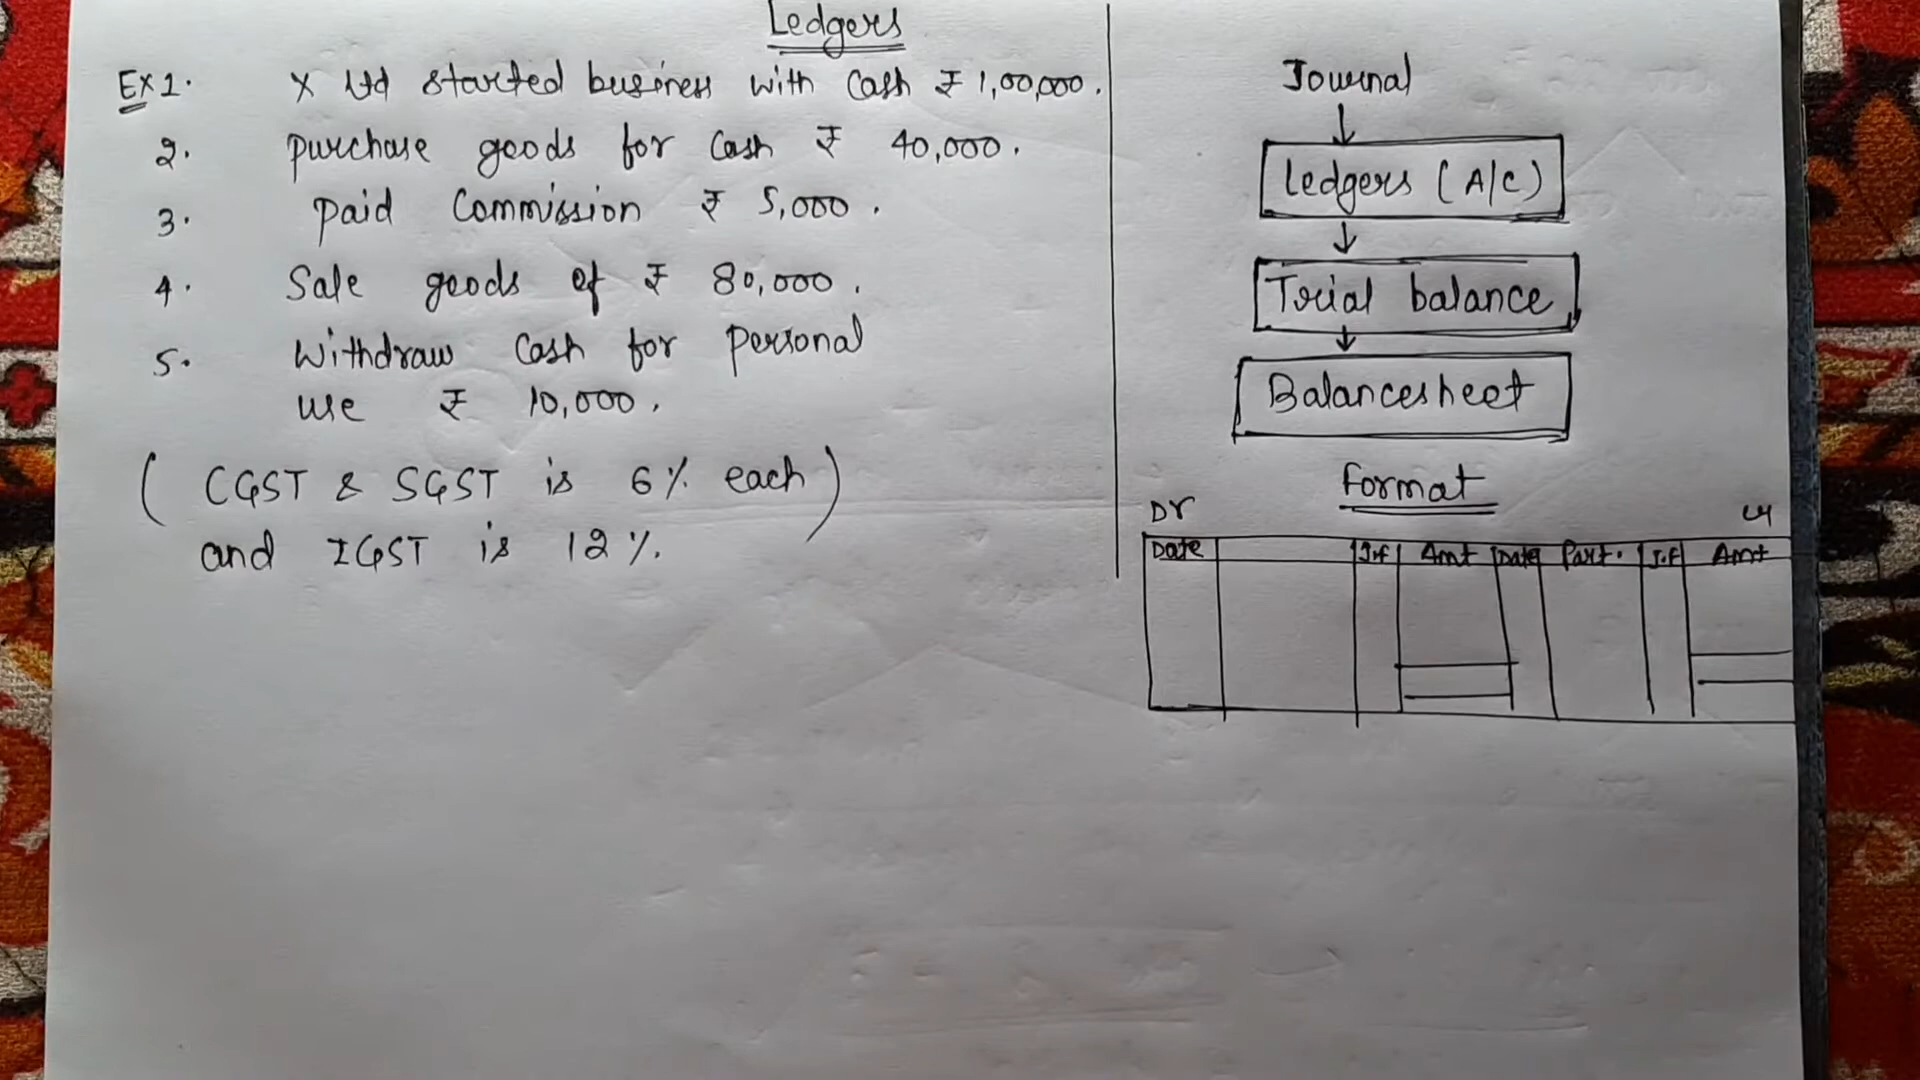 Ledgers
Ex 1. X Ltd started business with Cash ₹ 1,00,000.
2. purchase goods for Cash ₹ 40,000.
3. paid Commission ₹ 5,000.
4. Sale goods of ₹ 80,000.
5. Withdraw Cash for personal
use ₹ 10,000.
( CGST & SGST is 6% each )
and IGST is 12%.
Journal
Ledgers (A/C)
Trial balance
Balancesheet
Format
Dr Cr
Date J.f Amt Date Part. J.f Amt